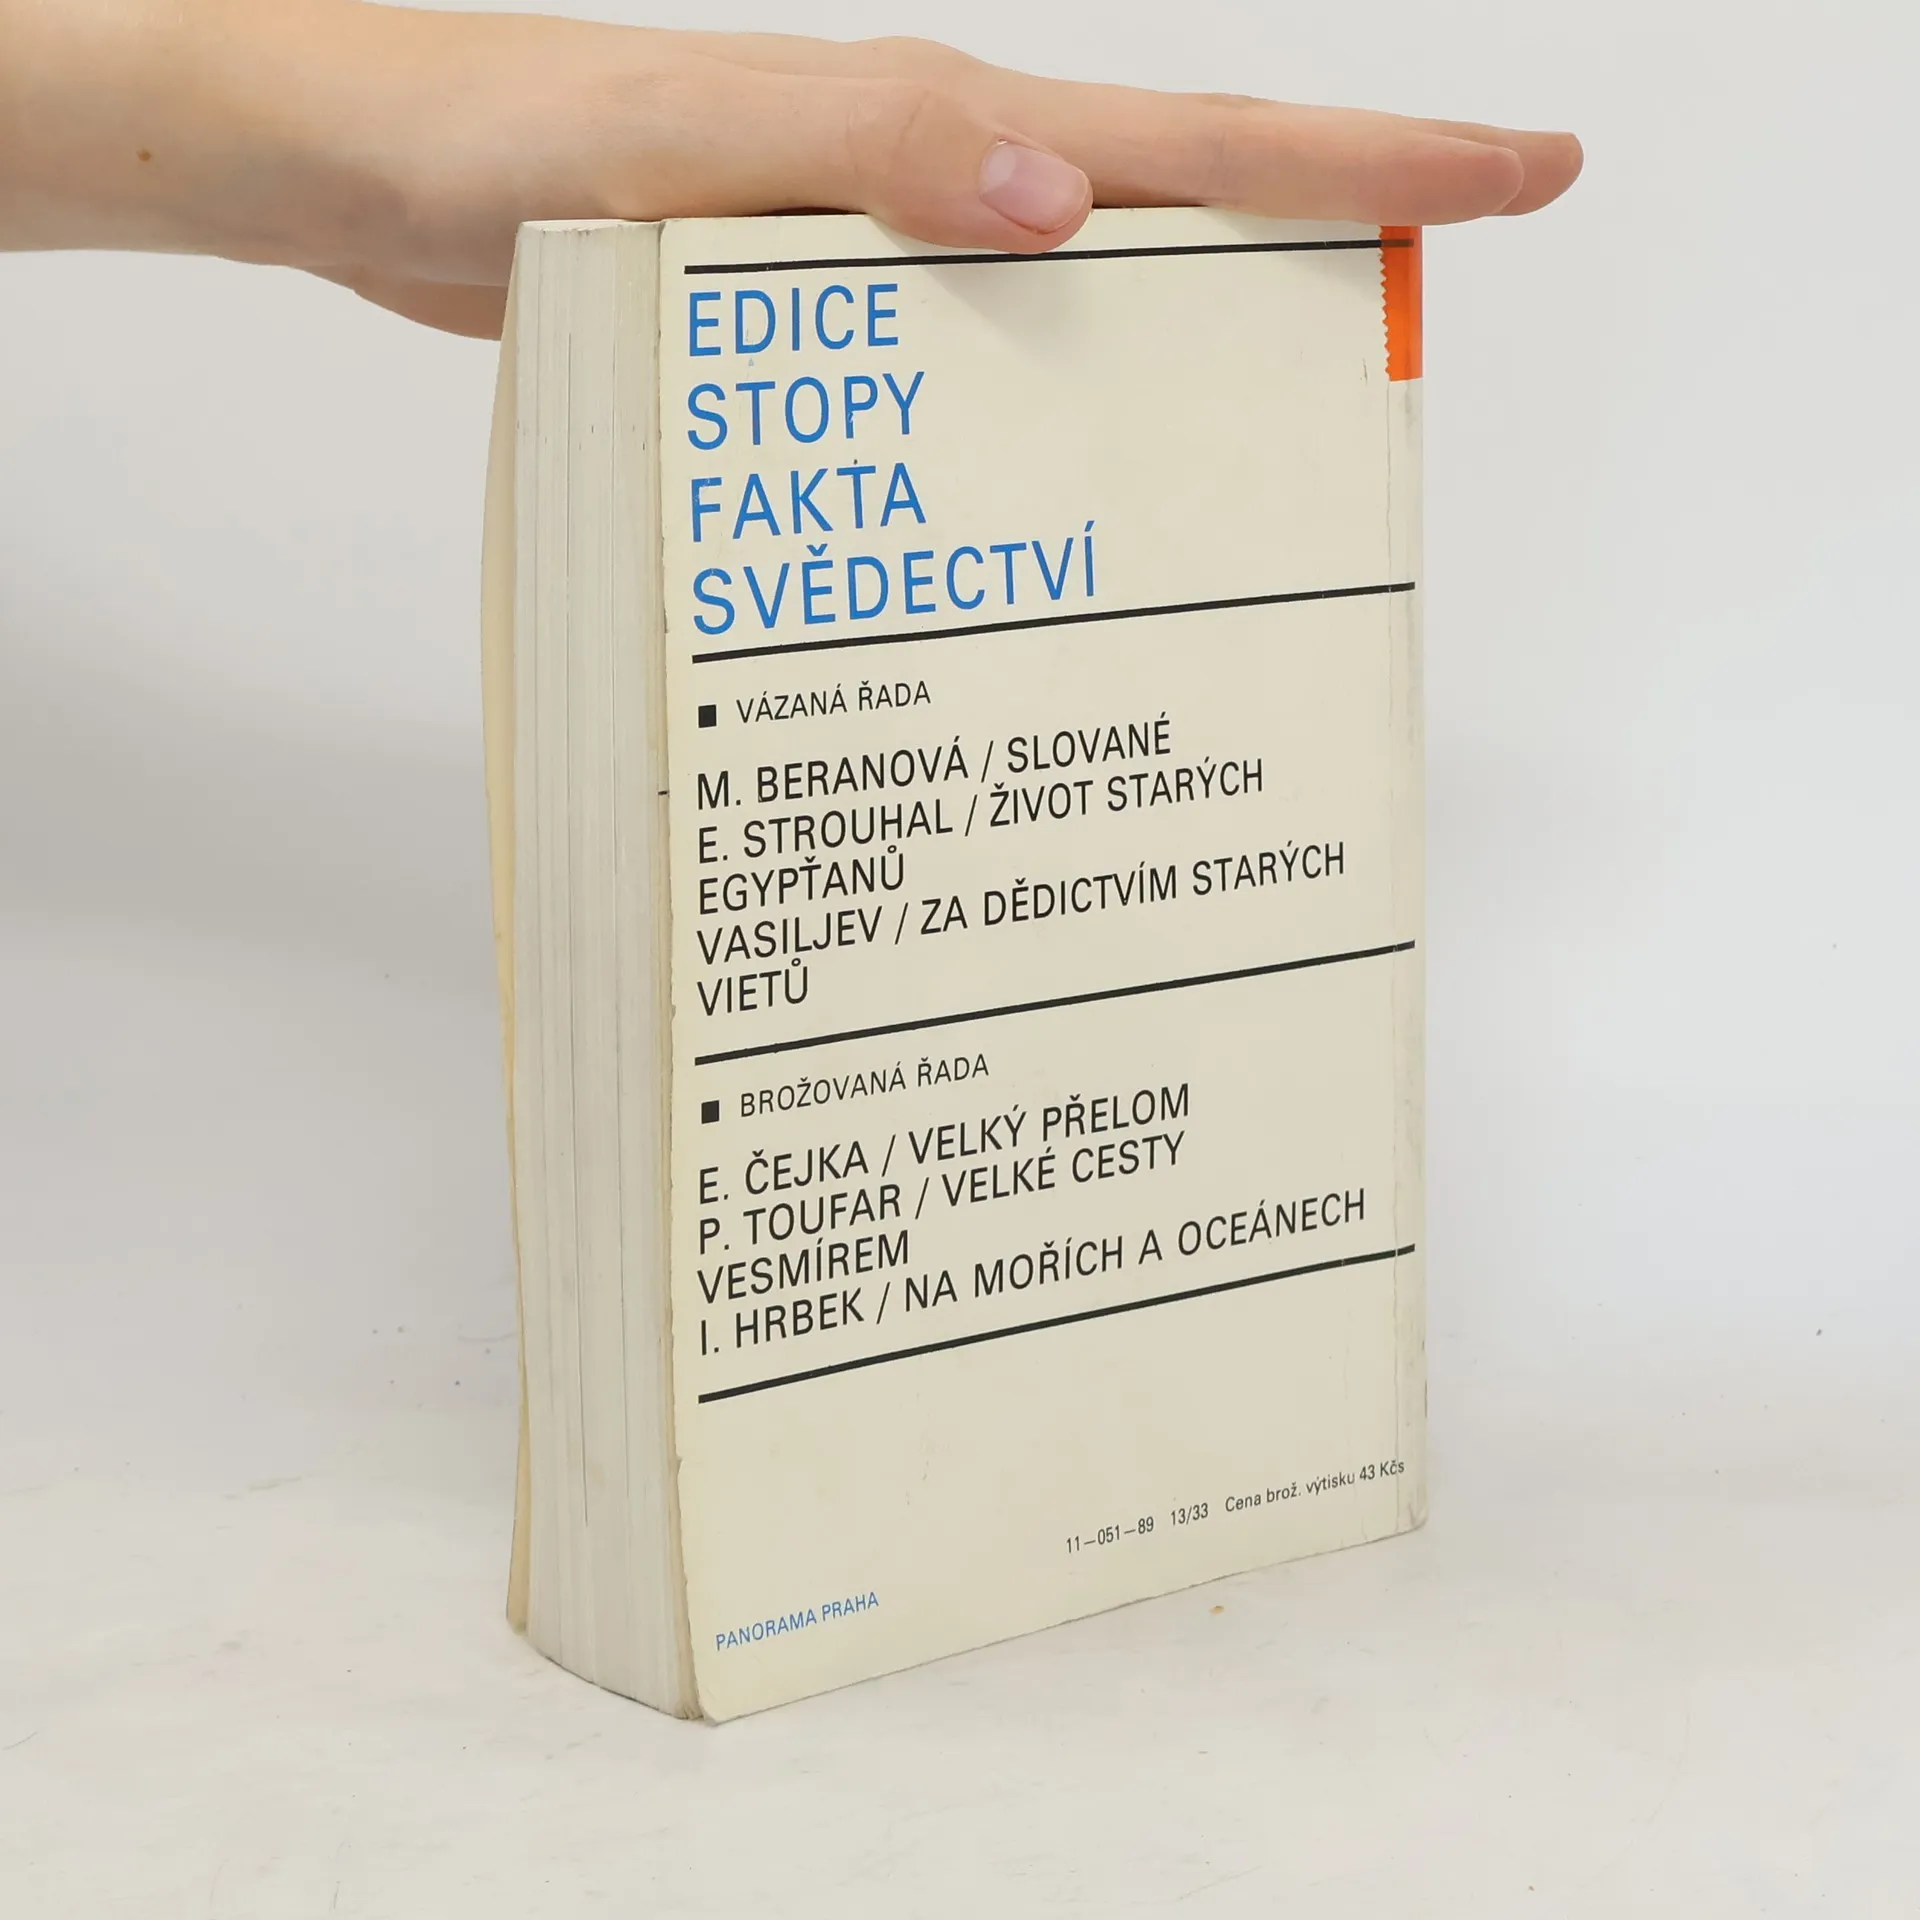 EDICE
STOPY
FAKTA
SVĚDECTVÍ
VÁZANÁ ŘADA
M. BERANOVÁ / SLOVANÉ
E. STROUHAL / ŽIVOT STARÝCH
EGYPŤANŮ
VASILJEV / ZA DĚDICTVÍM STARÝCH
VIETŮ
BROŽOVANÁ ŘADA
E. ČEJKA / VELKÝ PŘELOM
P. TOUFAR / VELKÉ CESTY
VESMÍREM
I. HRBEK / NA MOŘÍCH A OCEÁNECH
11–051–89 13/33 Cena brož. výtisku 43 Kčs
PANORAMA PRAHA